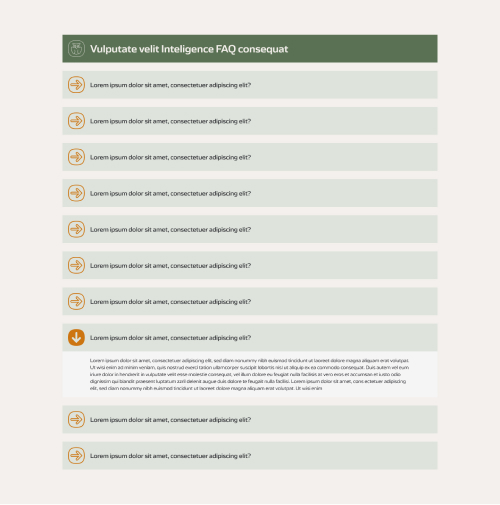 Vulputate velit Inteligence FAQ consequat
Lorem ipsum dolor sit amet, consectetuer adipiscing elit?
Lorem ipsum dolor sit amet, consectetuer adipiscing elit?
Lorem ipsum dolor sit amet, consectetuer adipiscing elit?
Lorem ipsum dolor sit amet, consectetuer adipiscing elit?
Lorem ipsum dolor sit amet, consectetuer adipiscing elit?
Lorem ipsum dolor sit amet, consectetuer adipiscing elit?
Lorem ipsum dolor sit amet, consectetuer adipiscing elit?
Lorem ipsum dolor sit amet, consectetuer adipiscing elit?
Lorem ipsum dolor sit amet, consectetuer adipiscing elit, sed diam nonummy nibh euismod tincidunt ut laoreet dolore magna aliquam erat volutpat.
Ut wisi enim ad minim veniam, quis nostrud exerci tation ullamcorper suscipit lobortis nisl ut aliquip ex ea commodo consequat. Duis autem vel eum
iriure dolor in hendrerit in vulputate velit esse molestie consequat, vel illum dolore eu feugiat nulla facilisis at vero eros et accumsan et iusto odio
dignissim qui blandit praesent luptatum zzril delenit augue duis dolore te feugait nulla facilisi. Lorem ipsum dolor sit amet, cons ectetuer adipiscing
elit, sed diam nonummy nibh euismod tincidunt ut laoreet dolore magna aliquam erat volutpat. Ut wisi enim
Lorem ipsum dolor sit amet, consectetuer adipiscing elit?
Lorem ipsum dolor sit amet, consectetuer adipiscing elit?